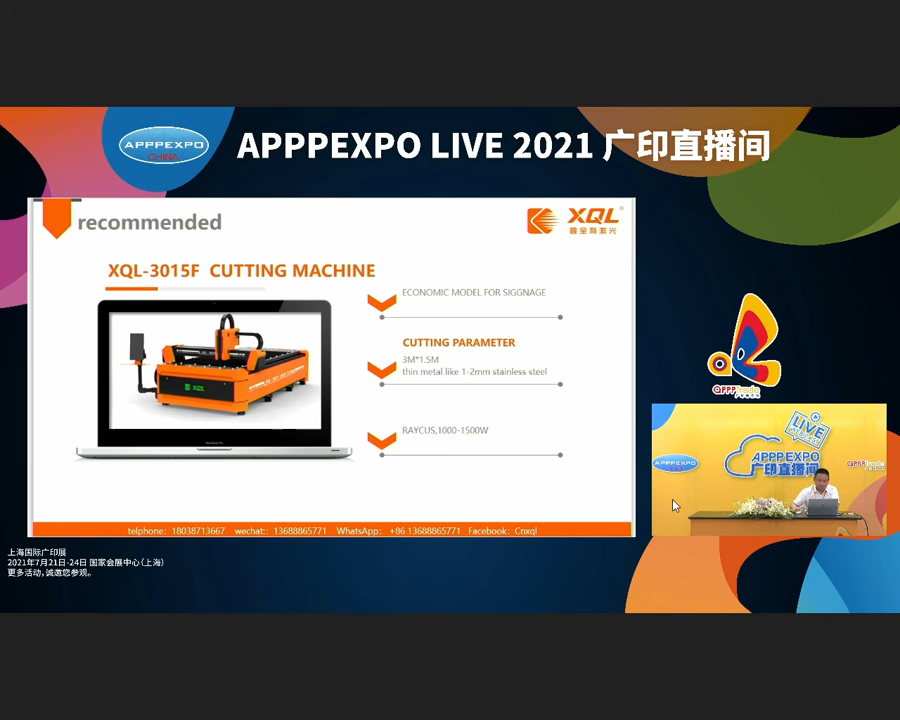 APPPEXPO
CHINA
APPPEXPO LIVE 2021 广印直播间
recommended
XQL®
鑫全利激光
XQL-3015F CUTTING MACHINE
ECONOMIC MODEL FOR SIGGNAGE
CUTTING PARAMETER
3M*1.5M
thin metal like 1-2mm stainless steel
RAYCUS,1000-1500W
XQL
telphone: 18038713667 wechat: 13688865771 WhatsApp: +86 13688865771 Facebook: Cnxql
APPPTrade
LIVE
APPPEXPO
APPPEXPO
广印直播间
APPPTrade
上海国际广印展
2021年7月21日-24日 国家会展中心(上海)
更多活动,诚邀您参观。